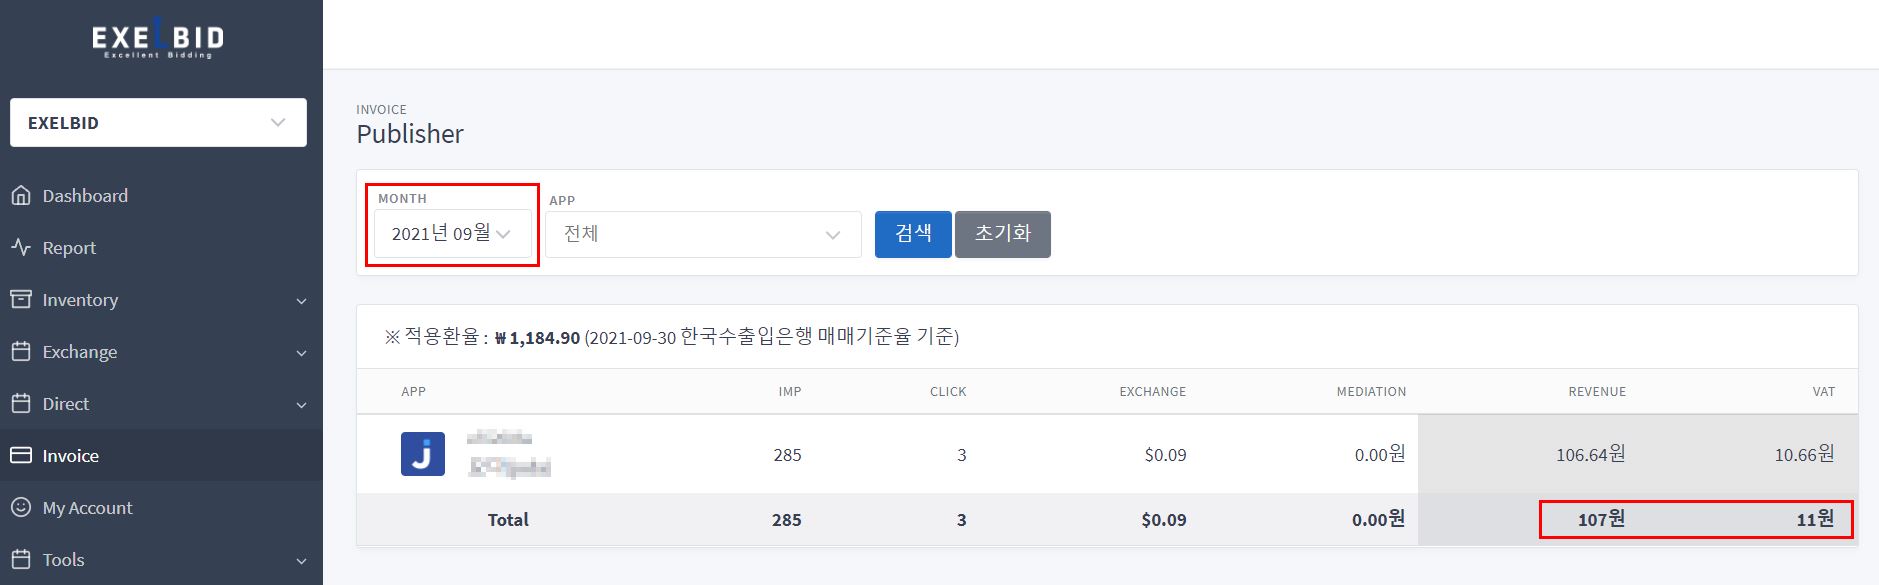 EXELBID
Excellent Bidding
EXELBID
Dashboard
Report
Inventory
Exchange
Direct
Invoice
My Account
Tools
INVOICE
Publisher
MONTH
2021년 09월
APP
전체
검색
초기화
※ 적용환율 : ₩ 1,184.90 (2021-09-30 한국수출입은행 매매기준율 기준)
APP IMP CLICK EXCHANGE MEDIATION REVENUE VAT
J
285 3 $0.09 0.00원 106.64원 10.66원
Total 285 3 $0.09 0.00원 107원 11원